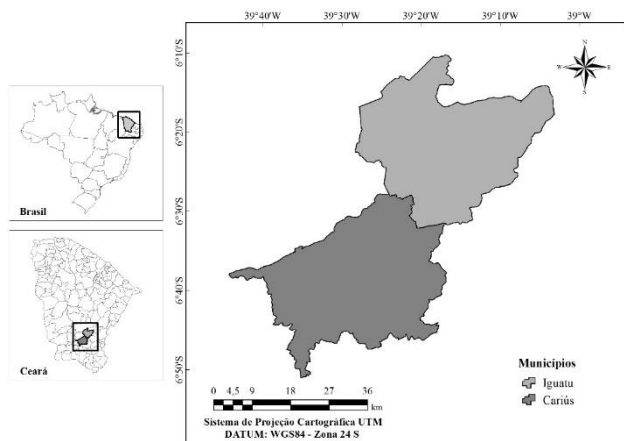 39°40'W 39°30'W 39°20'W 39°10'W 39°W
6°10'S
6°20'S
6°30'S
6°40'S
6°50'S
N
W E
S
Brasil
Ceará
Municípios
Iguatu
Cariús
0 4,5 9 18 27 36
km
Sistema de Projeção Cartográfica UTM
DATUM: WGS84 - Zona 24 S